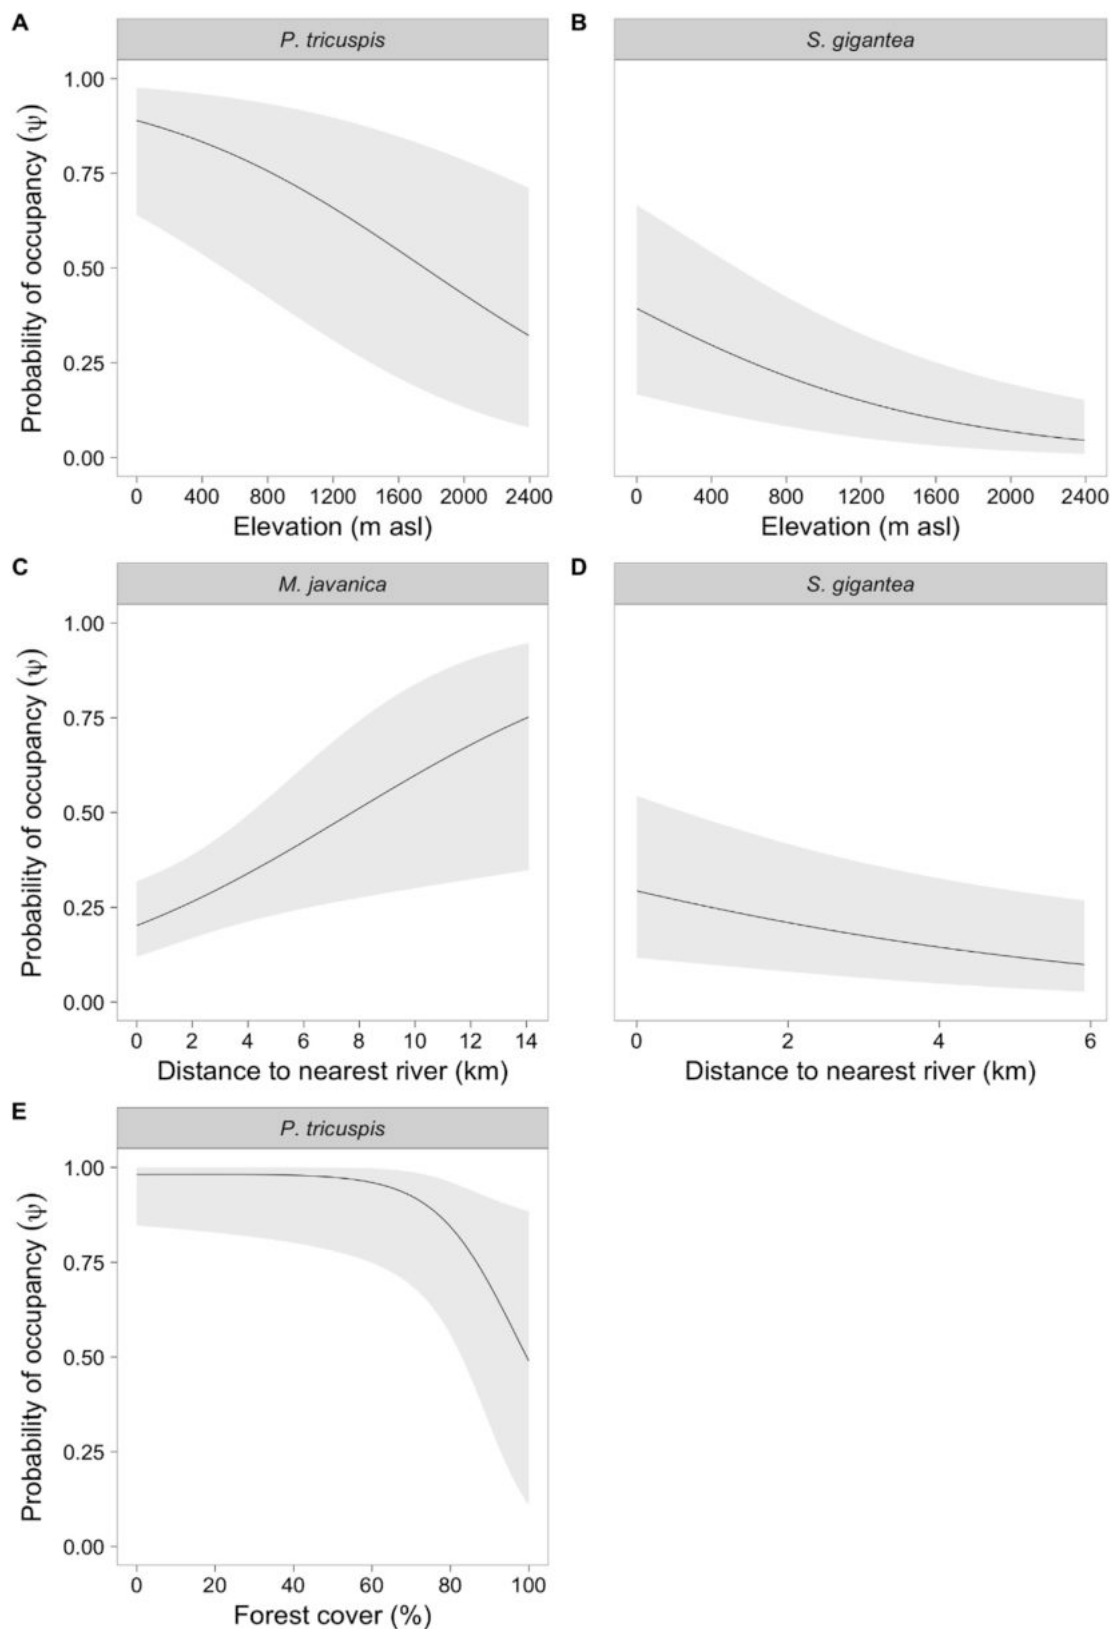 A
P. tricuspis
Probability of occupancy (ψ)
1.00
0.75
0.50
0.25
0.00
0 400 800 1200 1600 2000 2400
Elevation (m asl)
B
S. gigantea
0 400 800 1200 1600 2000 2400
Elevation (m asl)
C
M. javanica
Probability of occupancy (ψ)
1.00
0.75
0.50
0.25
0.00
0 2 4 6 8 10 12 14
Distance to nearest river (km)
D
S. gigantea
0 2 4 6
Distance to nearest river (km)
E
P. tricuspis
Probability of occupancy (ψ)
1.00
0.75
0.50
0.25
0.00
0 20 40 60 80 100
Forest cover (%)